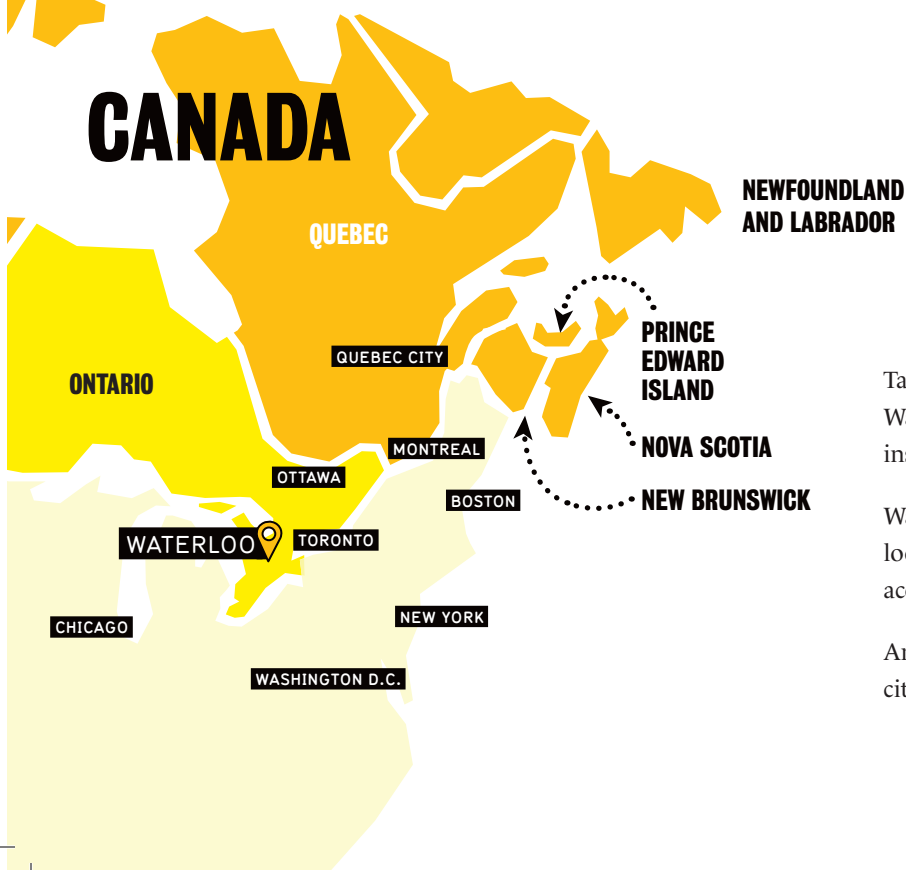 CANADA
NEWFOUNDLAND
AND LABRADOR
QUEBEC
PRINCE
EDWARD
ISLAND
QUEBEC CITY
ONTARIO
NOVA SCOTIA
MONTREAL
OTTAWA
BOSTON
NEW BRUNSWICK
WATERLOO
TORONTO
NEW YORK
CHICAGO
WASHINGTON D.C.